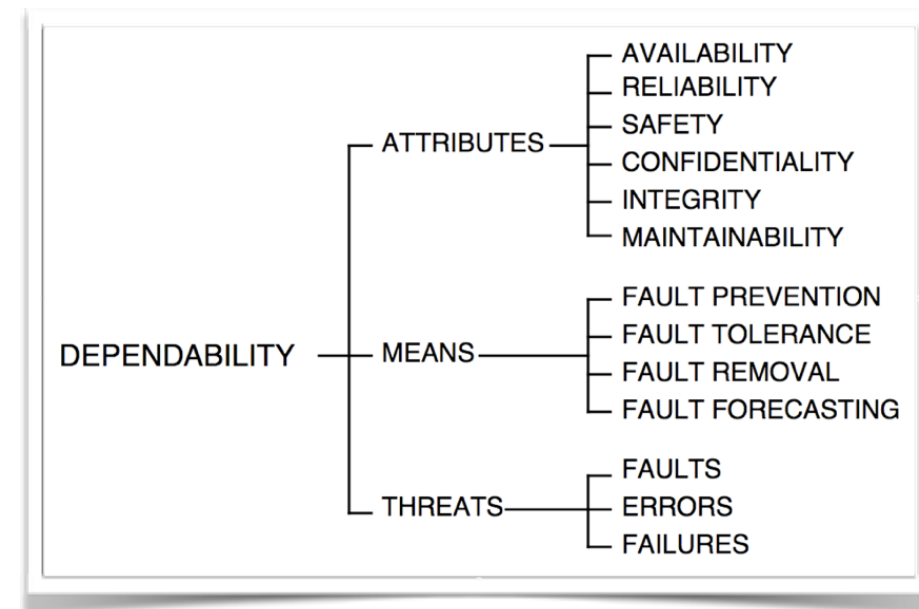 DEPENDABILITY
ATTRIBUTES
AVAILABILITY
RELIABILITY
SAFETY
CONFIDENTIALITY
INTEGRITY
MAINTAINABILITY
MEANS
FAULT PREVENTION
FAULT TOLERANCE
FAULT REMOVAL
FAULT FORECASTING
THREATS
FAULTS
ERRORS
FAILURES